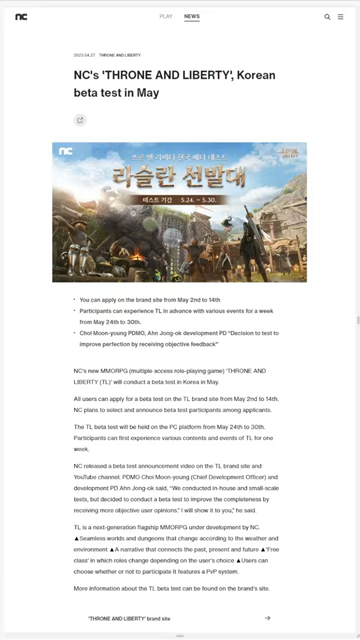 nc
PLAY
NEWS
2023.04.27 THRONE AND LIBERTY
NC's 'THRONE AND LIBERTY', Korean
beta test in May
nc
쓰론 앤 리버티 한국 베타 테스트
라슬란 선발대
테스트 기간 5.24. ~ 5.30.
• You can apply on the brand site from May 2nd to 14th
• Participants can experience TL in advance with various events for a week
from May 24th to 30th.
• Choi Moon-young PDMO, Ahn Jong-ok development PD “Decision to test to
improve perfection by receiving objective feedback”
NC's new MMORPG (multiple access role-playing game) 'THRONE AND
LIBERTY (TL)' will conduct a beta test in Korea in May.
All users can apply for a beta test on the TL brand site from May 2nd to 14th.
NC plans to select and announce beta test participants among applicants.
The TL beta test will be held on the PC platform from May 24th to 30th.
Participants can first experience various contents and events of TL for one
week.
NC released a beta test announcement video on the TL brand site and
YouTube channel. PDMO Choi Moon-young (Chief Development Officer) and
development PD Ahn Jong-ok said, “We conducted in-house and small-scale
tests, but decided to conduct a beta test to improve the completeness by
receiving more objective user opinions.” I will show it to you,” he said.
TL is a next-generation flagship MMORPG under development by NC.
▲Seamless worlds and dungeons that change according to the weather and
environment ▲A narrative that connects the past, present and future ▲'Free
class' in which roles change depending on the user's choice ▲Users can
choose whether or not to participate It features a PvP system.
More information about the TL beta test can be found on the brand's site.
'THRONE AND LIBERTY' brand site →